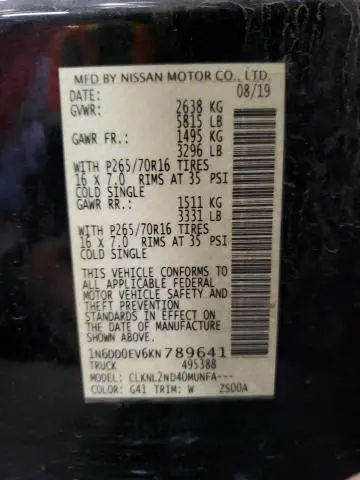 MFD BY NISSAN MOTOR CO., LTD.
DATE: 08/19
GVWR: 2638 KG
5815 LB
GAWR FR.: 1495 KG
3296 LB
WITH P265/70R16 TIRES
16 X 7.0 RIMS AT 35 PSI
COLD SINGLE
GAWR RR.: 1511 KG
3331 LB
WITH P265/70R16 TIRES
16 X 7.0 RIMS AT 35 PSI
COLD SINGLE
THIS VEHICLE CONFORMS TO
ALL APPLICABLE FEDERAL
MOTOR VEHICLE SAFETY
STANDARDS IN EFFECT ON
THE DATE OF MANUFACTURE
SHOWN ABOVE.
1N6DD0EV6KN789641
TRUCK 495388
MODEL: CLKNL2ND40MUNFA---
COLOR: G41 TRIM: W ZS00A